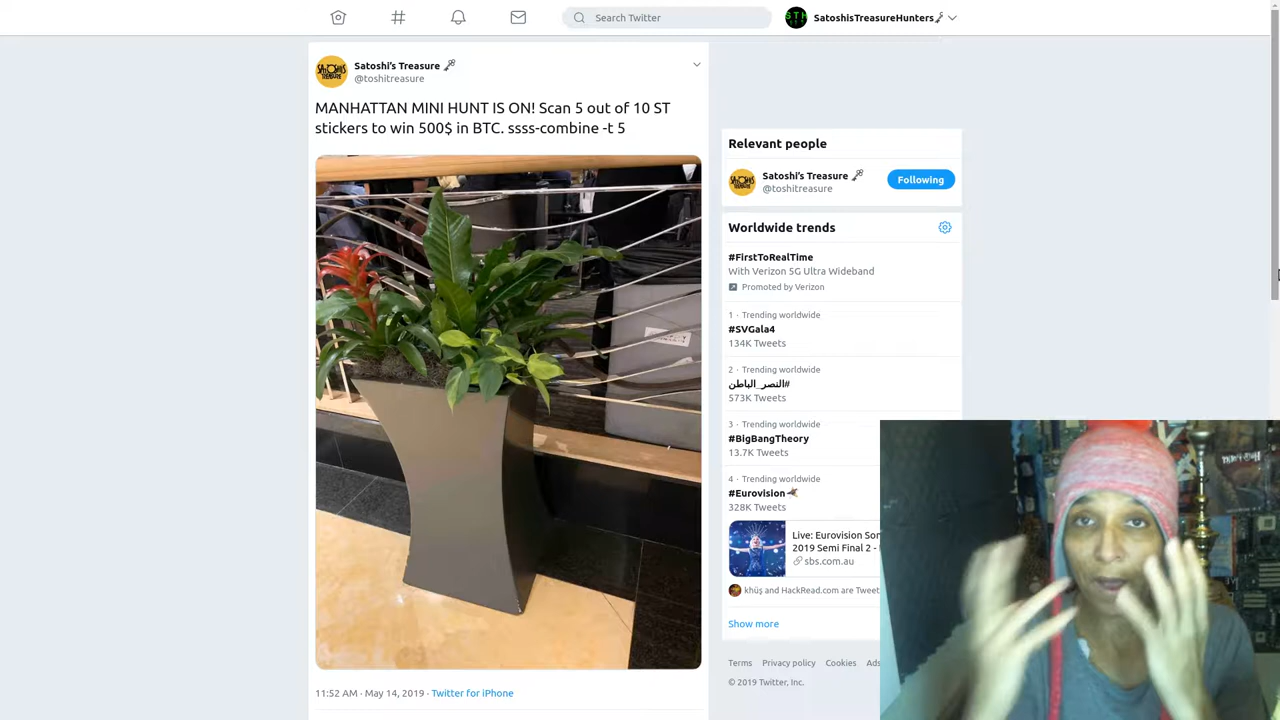 Search Twitter
SatoshisTreasureHunters🗝
Satoshi's Treasure 🗝
@toshitreasure
MANHATTAN MINI HUNT IS ON! Scan 5 out of 10 ST
stickers to win 500$ in BTC. ssss-combine -t 5
11:52 AM · May 14, 2019 · Twitter for iPhone
Relevant people
Satoshi's Treasure 🗝
@toshitreasure
Following
Worldwide trends
#FirstToRealTime
With Verizon 5G Ultra Wideband
Promoted by Verizon
1 · Trending worldwide
#SVGala4
134K Tweets
2 · Trending worldwide
#النصر_الباطن
573K Tweets
3 · Trending worldwide
#BigBangTheory
13.7K Tweets
4 · Trending worldwide
#Eurovision
328K Tweets
Live: Eurovision Son
2019 Semi Final 2 -
sbs.com.au
khüş and HackRead.com are Tweet
Show more
Terms Privacy policy Cookies Ads
© 2019 Twitter, Inc.